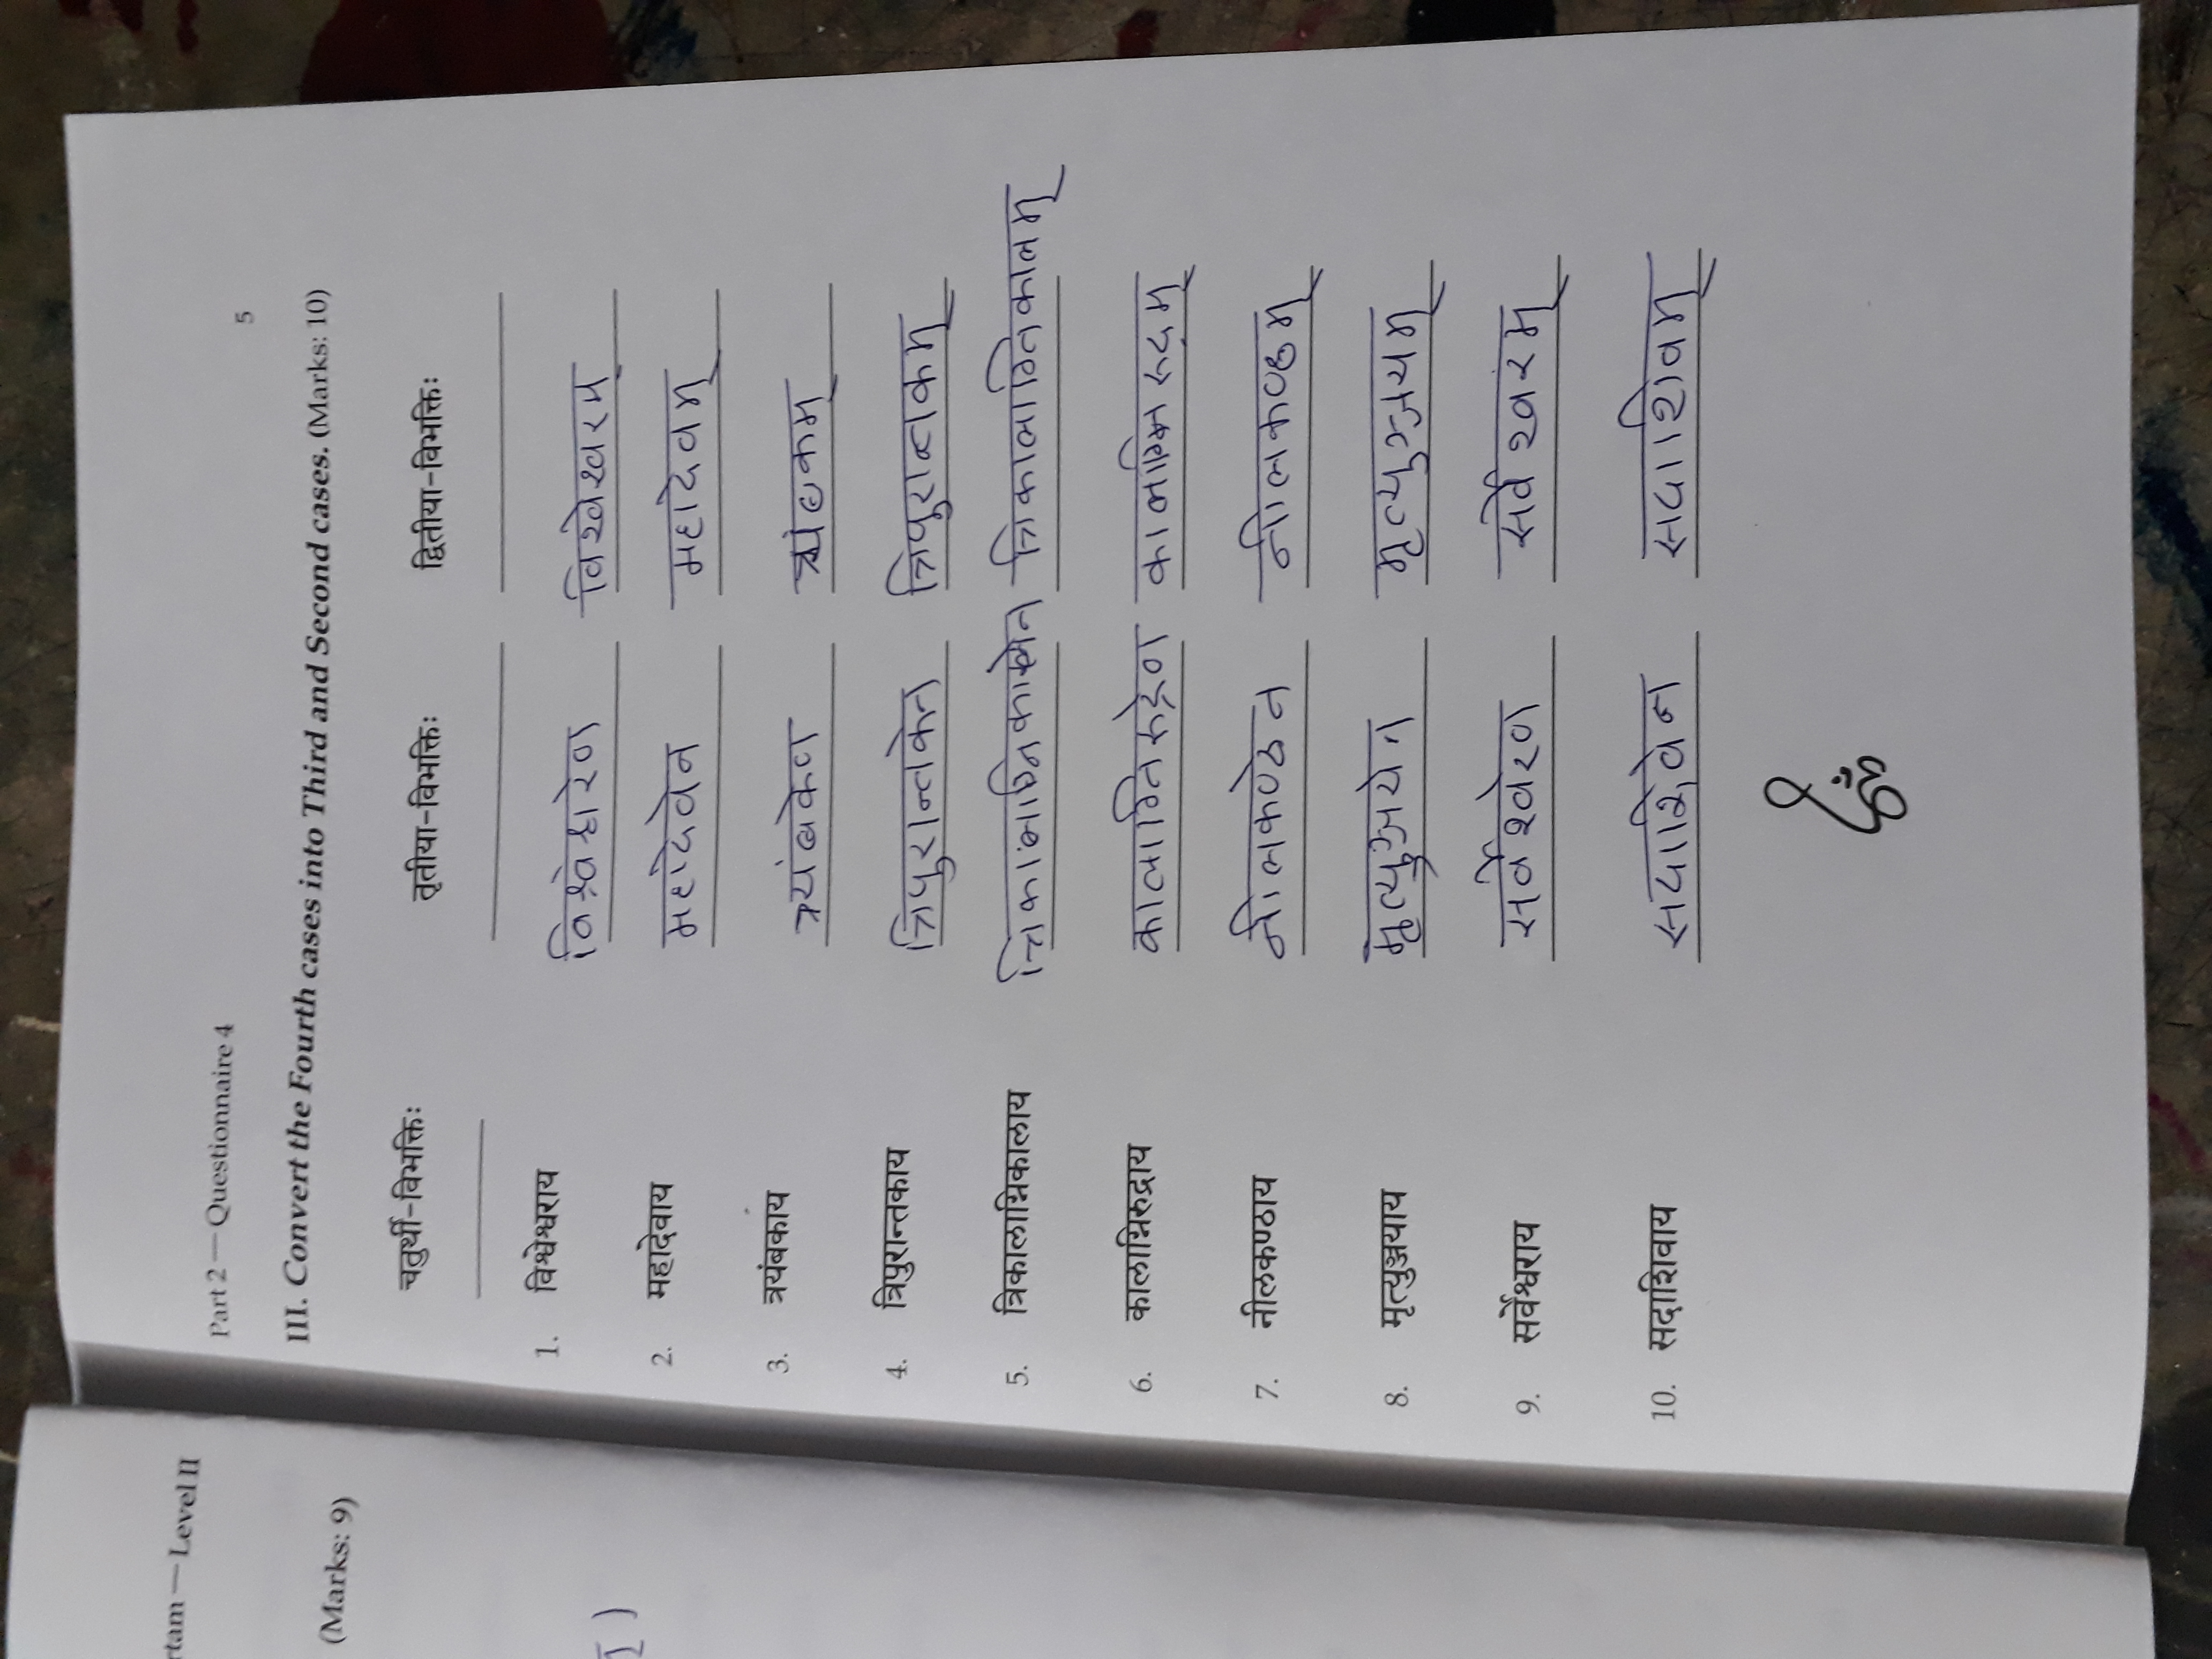 rtam — Level II
(Marks: 9)
Part 2 — Questionnaire 4
5
III. Convert the Fourth cases into Third and Second cases. (Marks: 10)
चतुर्थी-विभक्तिः तृतीया-विभक्तिः द्वितीया-विभक्तिः
1. विश्वेश्वराय विश्वेश्वरेण विश्वेश्वरम्
2. महादेवाय महादेवेन महादेवम्
3. त्रयंबकाय त्र्यंबकेण त्र्यंबकम्
4. त्रिपुरान्तकाय त्रिपुरान्तकेन त्रिपुरान्तकम्
5. त्रिकालाग्निकालाय त्रिकालाग्निकालेन त्रिकालाग्निकालम्
6. कालाग्निरुद्राय कालाग्निरुद्रेण कालाग्निरुद्रम्
7. नीलकण्ठाय नीलकण्ठेन नीलकण्ठम्
8. मृत्युञ्जयाय मृत्युञ्जयेन मृत्युञ्जयम्
9. सर्वेश्वराय सर्वेश्वरेण सर्वेश्वरम्
10. सदाशिवाय सदाशिवेन सदाशिवम्
ॐ